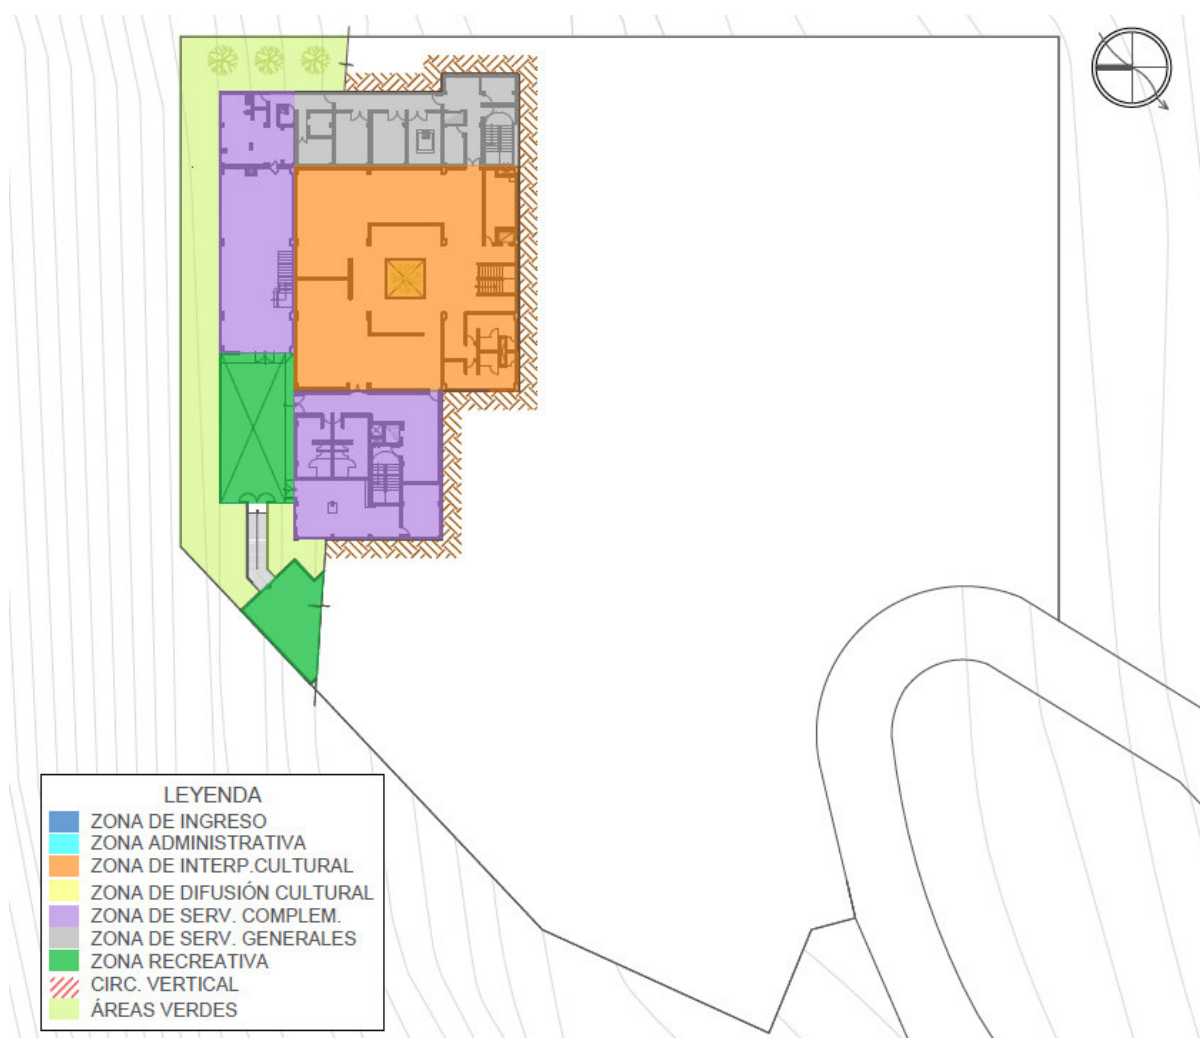 LEYENDA
ZONA DE INGRESO
ZONA ADMINISTRATIVA
ZONA DE INTERP.CULTURAL
ZONA DE DIFUSIÓN CULTURAL
ZONA DE SERV. COMPLEM.
ZONA DE SERV. GENERALES
ZONA RECREATIVA
CIRC. VERTICAL
ÁREAS VERDES